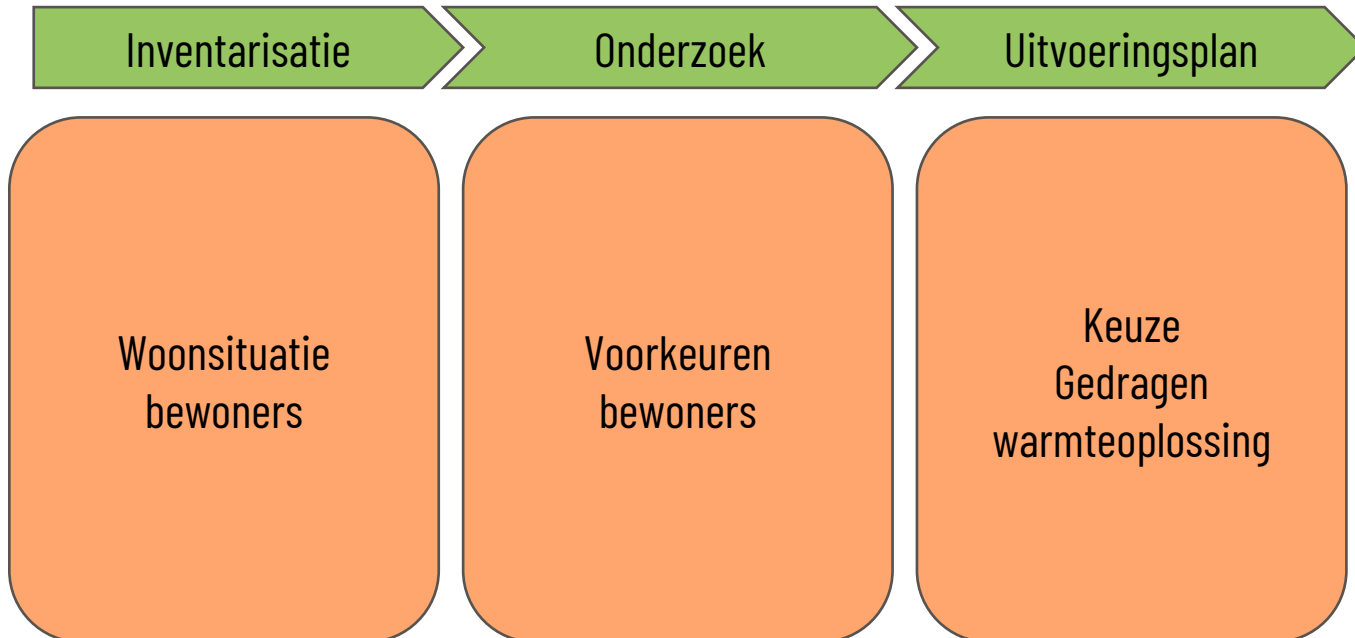 Inventarisatie
Onderzoek
Uitvoeringsplan
Woonsituatie
bewoners
Voorkeuren
bewoners
Keuze
Gedragen
warmteoplossing